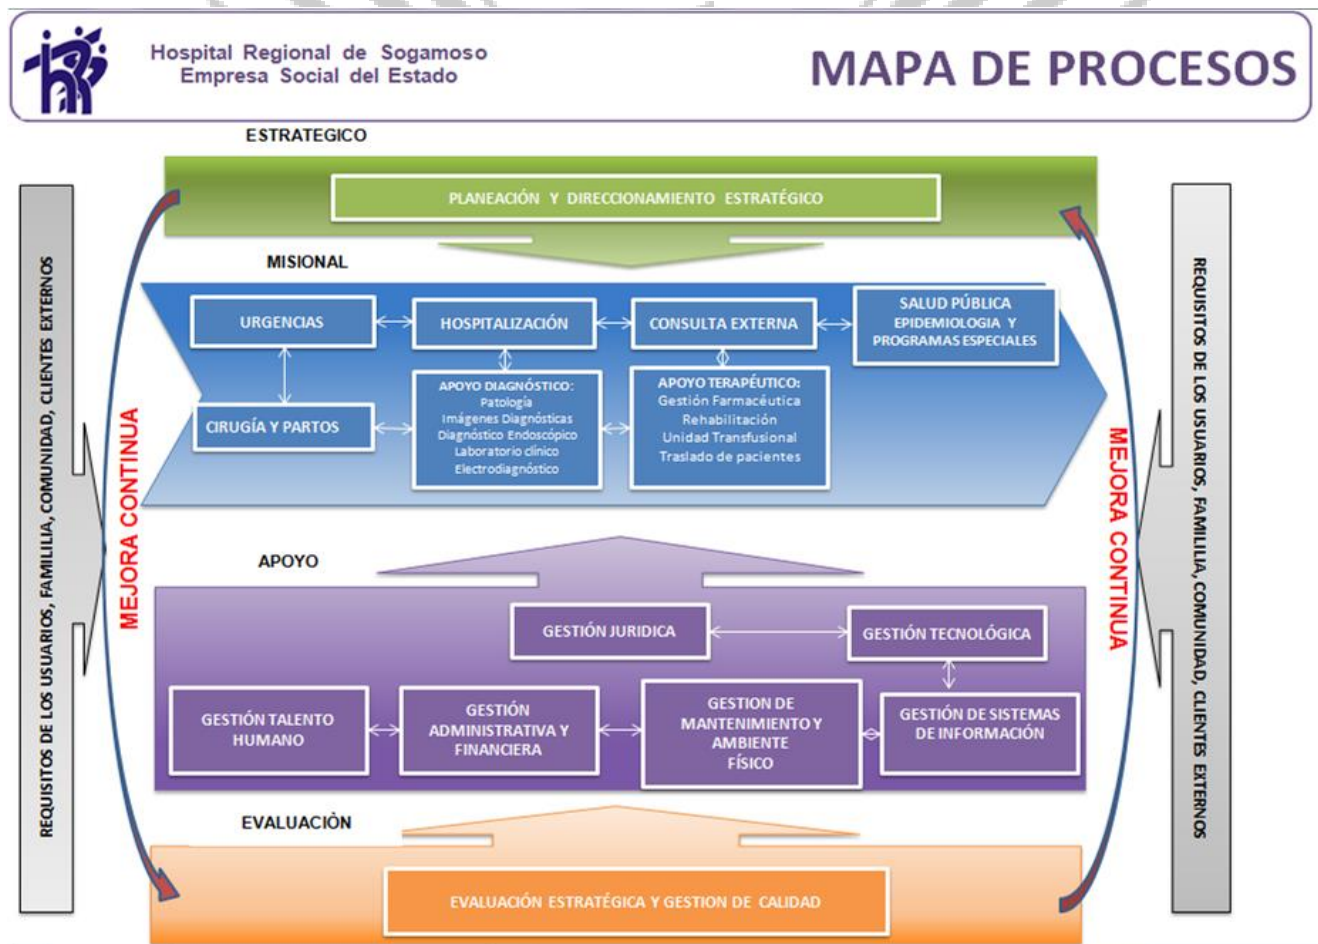 Hospital Regional de Sogamoso
Empresa Social del Estado
MAPA DE PROCESOS
ESTRATEGICO
PLANEACIÓN Y DIRECCIONAMIENTO ESTRATÉGICO
MISIONAL
URGENCIAS
HOSPITALIZACIÓN
CONSULTA EXTERNA
SALUD PÚBLICA
EPIDEMIOLOGIA Y
PROGRAMAS ESPECIALES
CIRUGÍA Y PARTOS
APOYO DIAGNÓSTICO:
Patología
Imágenes Diagnósticas
Diagnóstico Endoscópico
Laboratorio clínico
Electrodiagnóstico
APOYO TERAPÉUTICO:
Gestión Farmacéutica
Rehabilitación
Unidad Transfusional
Traslado de pacientes
APOYO
GESTIÓN JURIDICA
GESTIÓN TECNOLÓGICA
GESTIÓN TALENTO
HUMANO
GESTIÓN
ADMINISTRATIVA Y
FINANCIERA
GESTION DE
MANTENIMIENTO Y
AMBIENTE
FÍSICO
GESTIÓN DE SISTEMAS
DE INFORMACIÓN
EVALUACIÒN
EVALUACIÓN ESTRATÉGICA Y GESTION DE CALIDAD
REQUISITOS DE LOS USUARIOS, FAMILILIA, COMUNIDAD, CLIENTES EXTERNOS
MEJORA CONTINUA
MEJORA CONTINUA
REQUISITOS DE LOS USUARIOS, FAMILILIA, COMUNIDAD, CLIENTES EXTERNOS